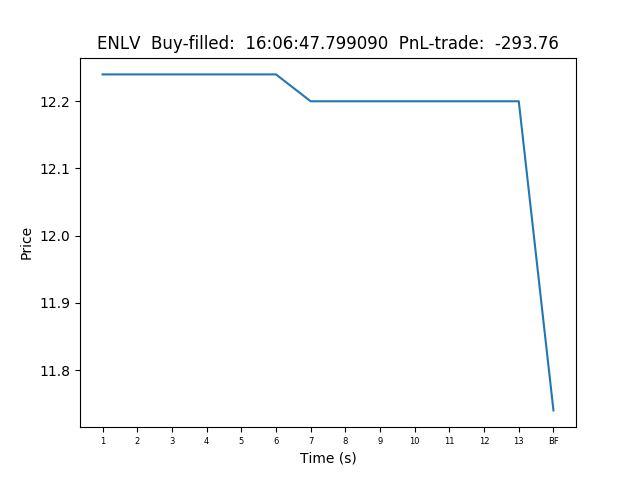 ENLV  Buy-filled:  16:06:47.799090  PnL-trade:  -293.76
12.2
12.1
12.0
11.9
11.8
Price
1 2 3 4 5 6 7 8 9 10 11 12 13 BF
Time (s)